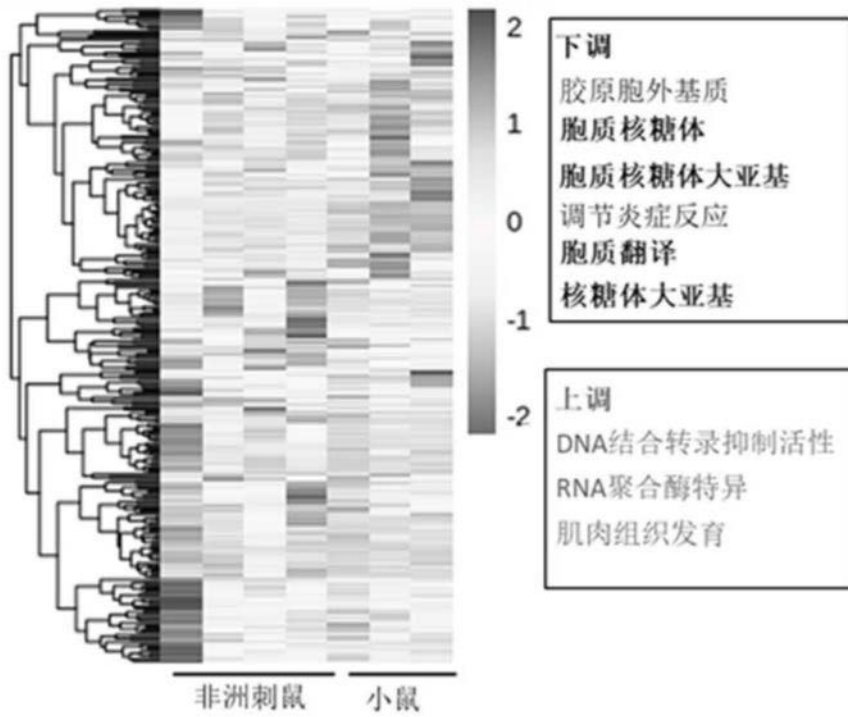 2
1
0
-1
-2
下调
胶原胞外基质
胞质核糖体
胞质核糖体大亚基
调节炎症反应
胞质翻译
核糖体大亚基
上调
DNA结合转录抑制活性
RNA聚合酶特异
肌肉组织发育
非洲刺鼠
小鼠